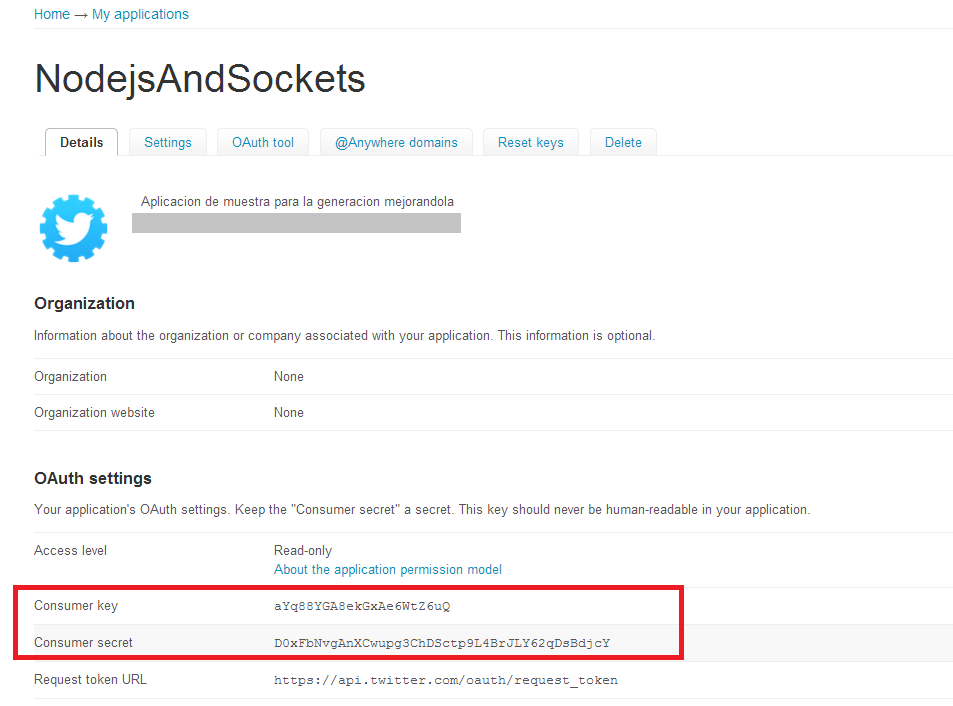 Home → My applications
NodejsAndSockets
Details Settings OAuth tool @Anywhere domains Reset keys Delete
Aplicacion de muestra para la generacion mejorandola
Organization
Information about the organization or company associated with your application. This information is optional.
Organization None
Organization website None
OAuth settings
Your application's OAuth settings. Keep the "Consumer secret" a secret. This key should never be human-readable in your application.
Access level Read-only
About the application permission model
Consumer key aYq88YGA8ekGxAe6WtZ6uQ
Consumer secret D0xFbNvgAnXCwupg3ChDSctp9L4BrJLY62qDsBdjcY
Request token URL https://api.twitter.com/oauth/request_token